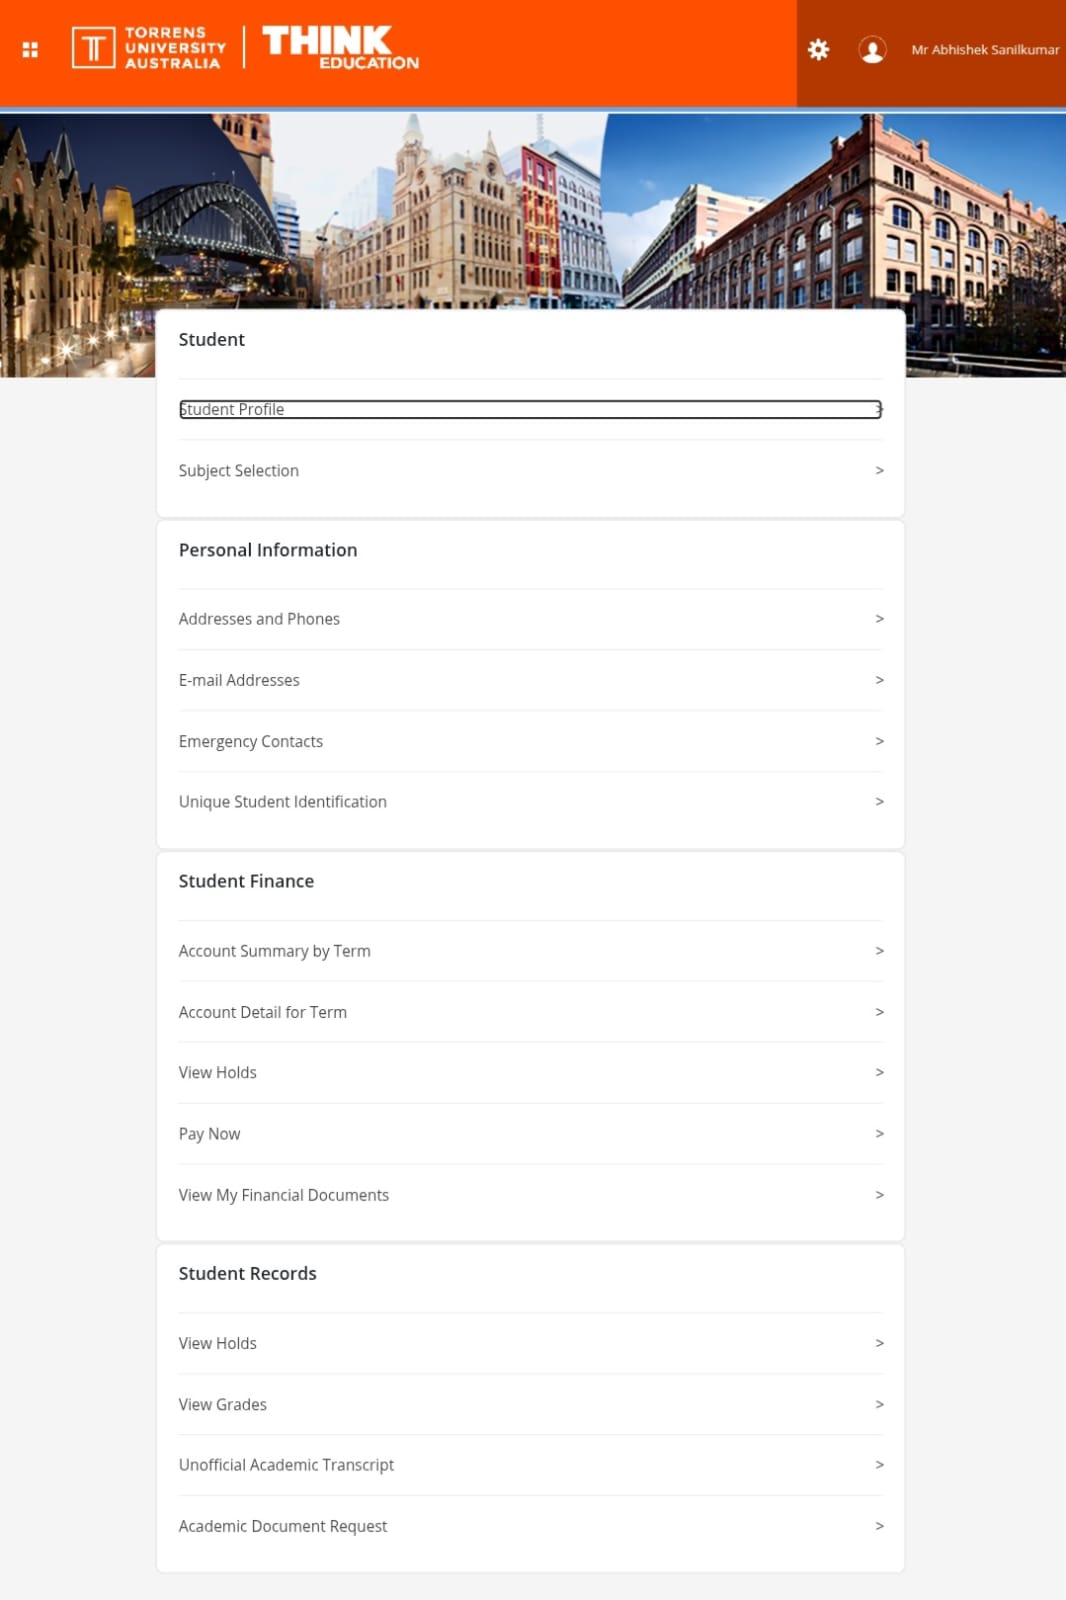 TORRENS
UNIVERSITY
AUSTRALIA
THINK
EDUCATION
Mr Abhishek Sanilkumar
Student
Student Profile >
Subject Selection >
Personal Information
Addresses and Phones >
E-mail Addresses >
Emergency Contacts >
Unique Student Identification >
Student Finance
Account Summary by Term >
Account Detail for Term >
View Holds >
Pay Now >
View My Financial Documents >
Student Records
View Holds >
View Grades >
Unofficial Academic Transcript >
Academic Document Request >